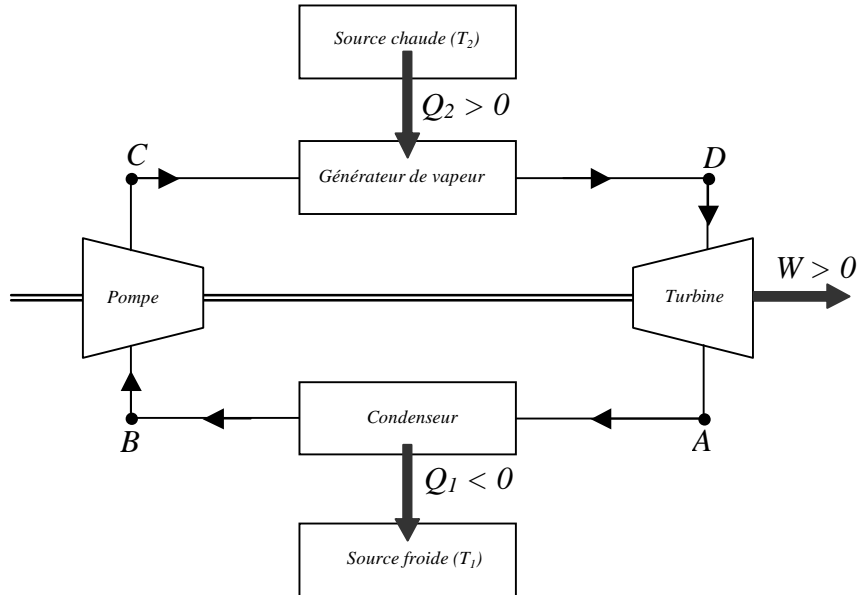 Source chaude (T₂)
Q₂ > 0
C
D
Générateur de vapeur
W > 0
Pompe
Turbine
Condenseur
B
A
Q₁ < 0
Source froide (T₁)